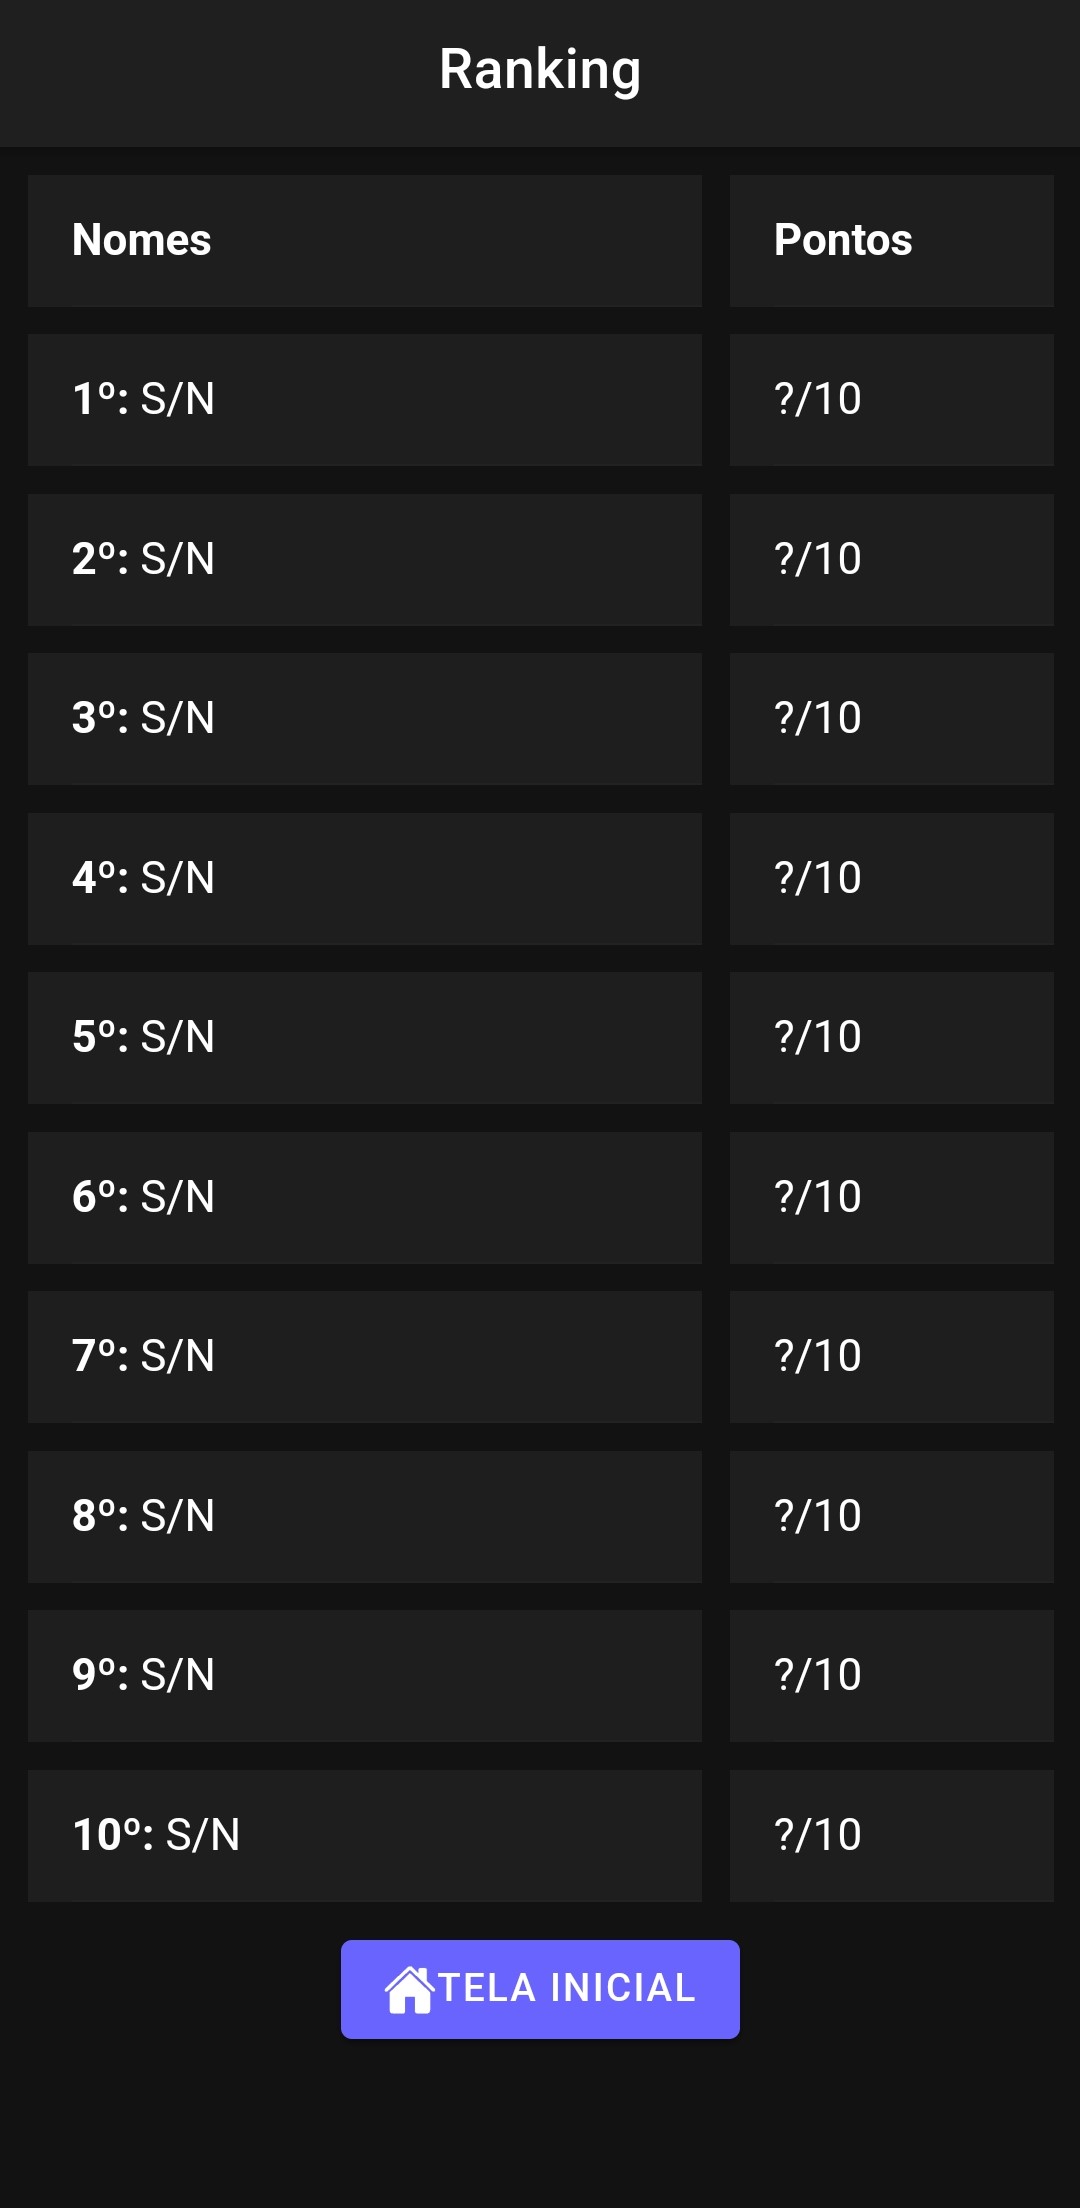 Ranking
Nomes Pontos
1º: S/N ?/10
2º: S/N ?/10
3º: S/N ?/10
4º: S/N ?/10
5º: S/N ?/10
6º: S/N ?/10
7º: S/N ?/10
8º: S/N ?/10
9º: S/N ?/10
10º: S/N ?/10
TELA INICIAL